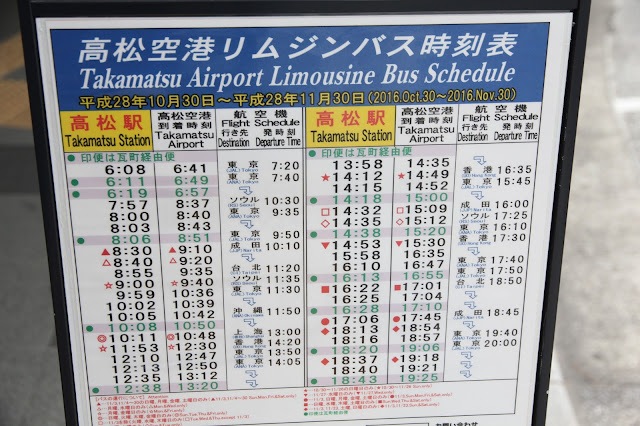 高松空港リムジンバス時刻表
Takamatsu Airport Limousine Bus Schedule
平成28年10月30日～平成28年11月30日(2016.Oct.30～2016.Nov.30)
高松駅
Takamatsu Station
高松空港
到着時刻
Takamatsu Airport
航空機
Flight Schedule
行き先 発時刻
Destination Departure Time
●印便は瓦町経由便
6:08 6:41
●6:11 6:49
●6:19 6:57
7:57 8:37
8:00 8:40
8:03 8:43
●8:06 8:51
▲8:30 ▲9:10
△8:40 △9:20
8:55 9:35
☆9:00 ☆9:40
9:59 10:36
10:02 10:39
10:05 10:42
●10:08 10:50
◎10:11 ◎10:48
☆11:53 ☆12:30
12:10 12:47
12:13 12:50
12:35 13:12
●12:38 13:20
東京 7:20
東京 7:40
ソウル 10:30
東京 9:35
東京 9:50
成田 10:10
台北 11:20
ソウル 11:35
東京 11:30
沖縄 11:50
上海 13:00
香港 14:20
東京 13:50
東京 14:05
高松駅
Takamatsu Station
高松空港
到着時刻
Takamatsu Airport
航空機
Flight Schedule
行き先 発時刻
Destination Departure Time
●印便は瓦町経由便
13:58 14:35
★14:12 ★14:49
14:15 14:52
●14:18 15:00
□14:32 □15:09
◇14:35 ◇15:12
●14:38 15:20
▼14:53 ▼15:30
15:58 16:35
16:10 16:47
●16:13 16:55
■16:22 ■17:01
16:25 17:04
●16:28 17:10
●17:06 ●17:45
◆18:13 ◆18:54
18:16 18:57
●18:20 19:06
◆18:37 ◆19:18
18:40 19:21
●18:43 19:25
香港 16:35
東京 15:45
成田 16:00
ソウル 17:25
東京 16:10
香港 17:30
東京 17:40
東京 17:50
台北 18:50
成田 18:45
東京 19:40
東京 20:00